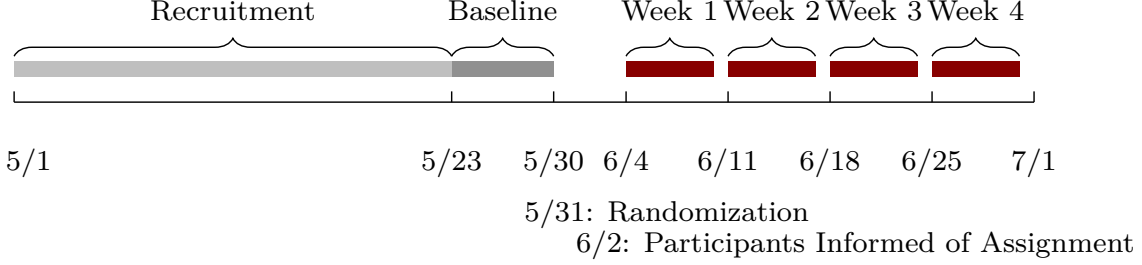 Recruitment Baseline Week 1 Week 2 Week 3 Week 4
5/1 5/23 5/30 6/4 6/11 6/18 6/25 7/1
5/31: Randomization
6/2: Participants Informed of Assignment